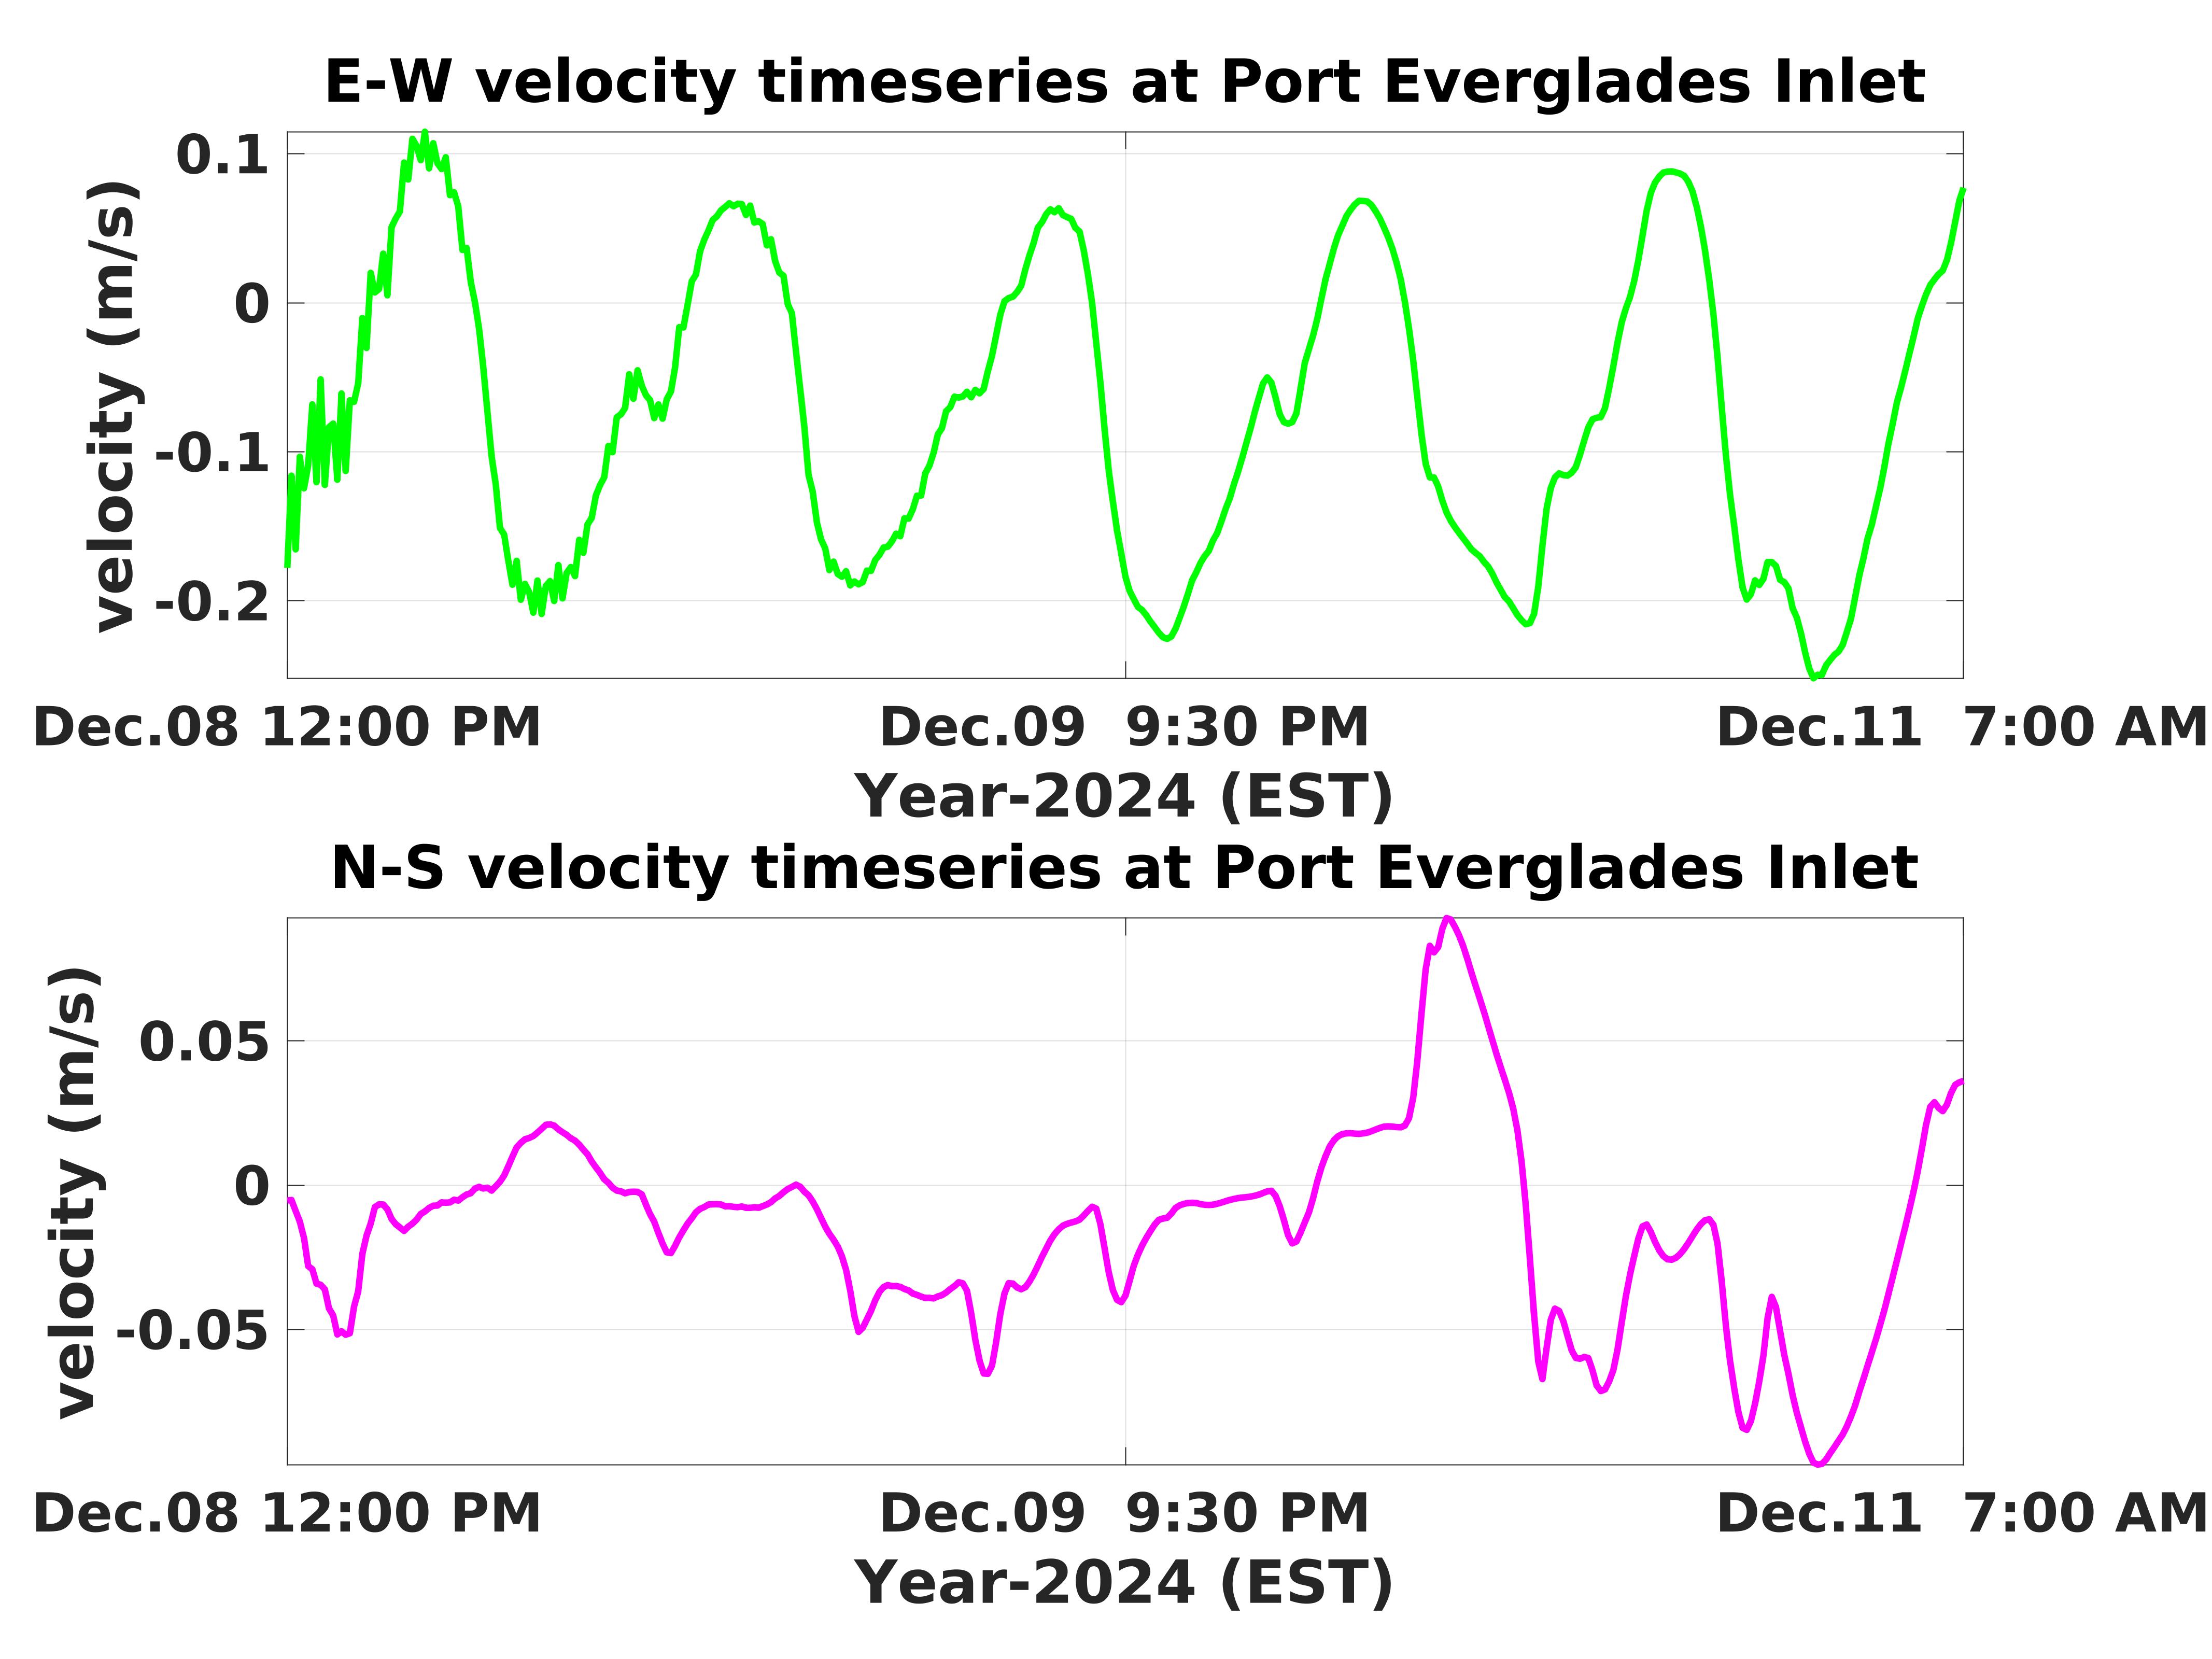 E-W velocity timeseries at Port Everglades Inlet
velocity (m/s)
0.1
0
-0.1
-0.2
Dec.08 12:00 PM Dec.09  9:30 PM Dec.11  7:00 AM
Year-2024 (EST)
N-S velocity timeseries at Port Everglades Inlet
velocity (m/s)
0.05
0
-0.05
Dec.08 12:00 PM Dec.09  9:30 PM Dec.11  7:00 AM
Year-2024 (EST)